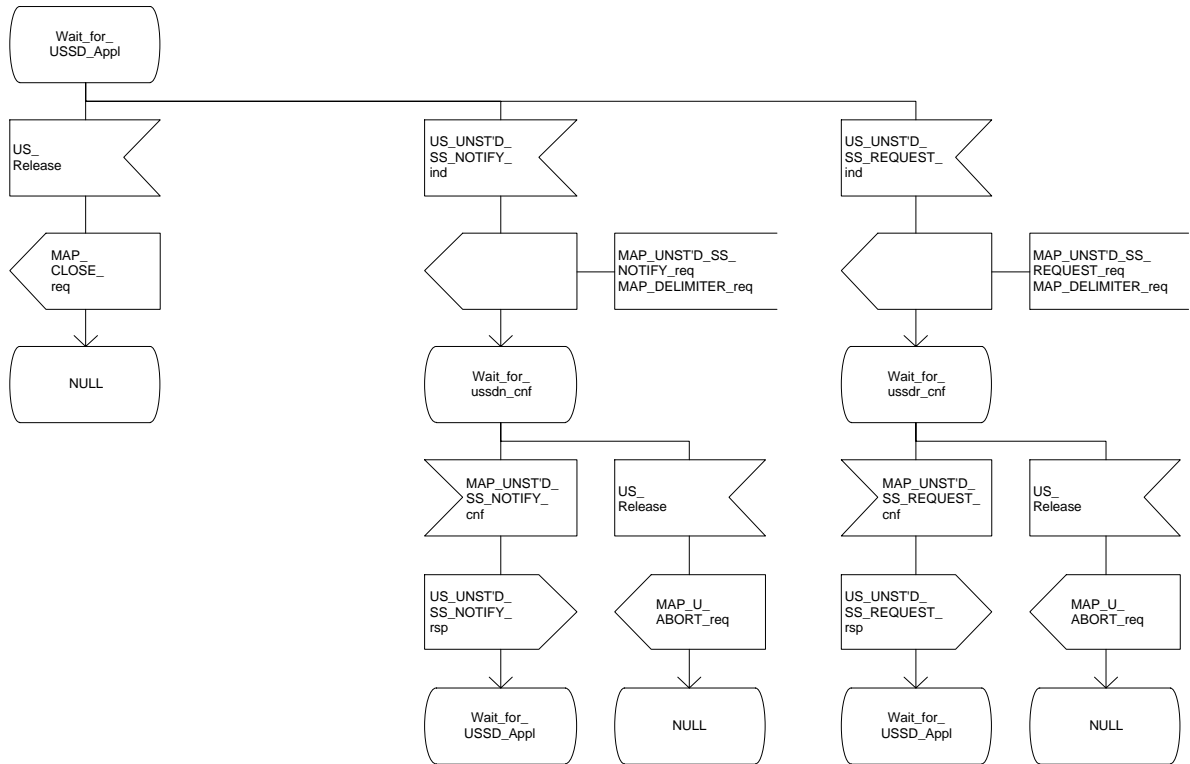 Wait_for_
USSD_Appl
US_
Release
US_UNST'D_
SS_NOTIFY_
ind
US_UNST'D_
SS_REQUEST_
ind
MAP_
CLOSE_
req
MAP_UNST'D_SS_
NOTIFY_req
MAP_DELIMITER_req
MAP_UNST'D_SS_
REQUEST_req
MAP_DELIMITER_req
NULL
Wait_for_
ussdn_cnf
Wait_for_
ussdr_cnf
MAP_UNST'D_
SS_NOTIFY_
cnf
US_
Release
MAP_UNST'D_
SS_REQUEST_
cnf
US_
Release
US_UNST'D_
SS_NOTIFY_
rsp
MAP_U_
ABORT_req
US_UNST'D_
SS_REQUEST_
rsp
MAP_U_
ABORT_req
Wait_for_
USSD_Appl
NULL
Wait_for_
USSD_Appl
NULL